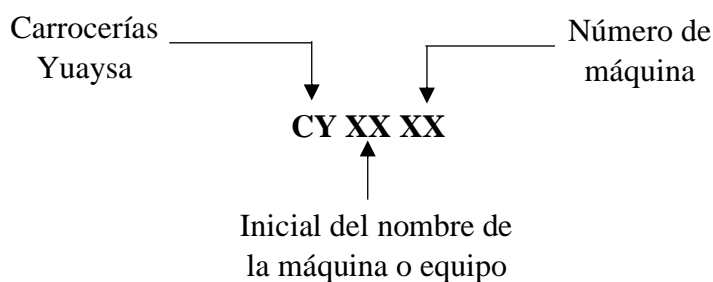 Carrocerías
Yuaysa
Número de
máquina
CY XX XX
Inicial del nombre de
la máquina o equipo